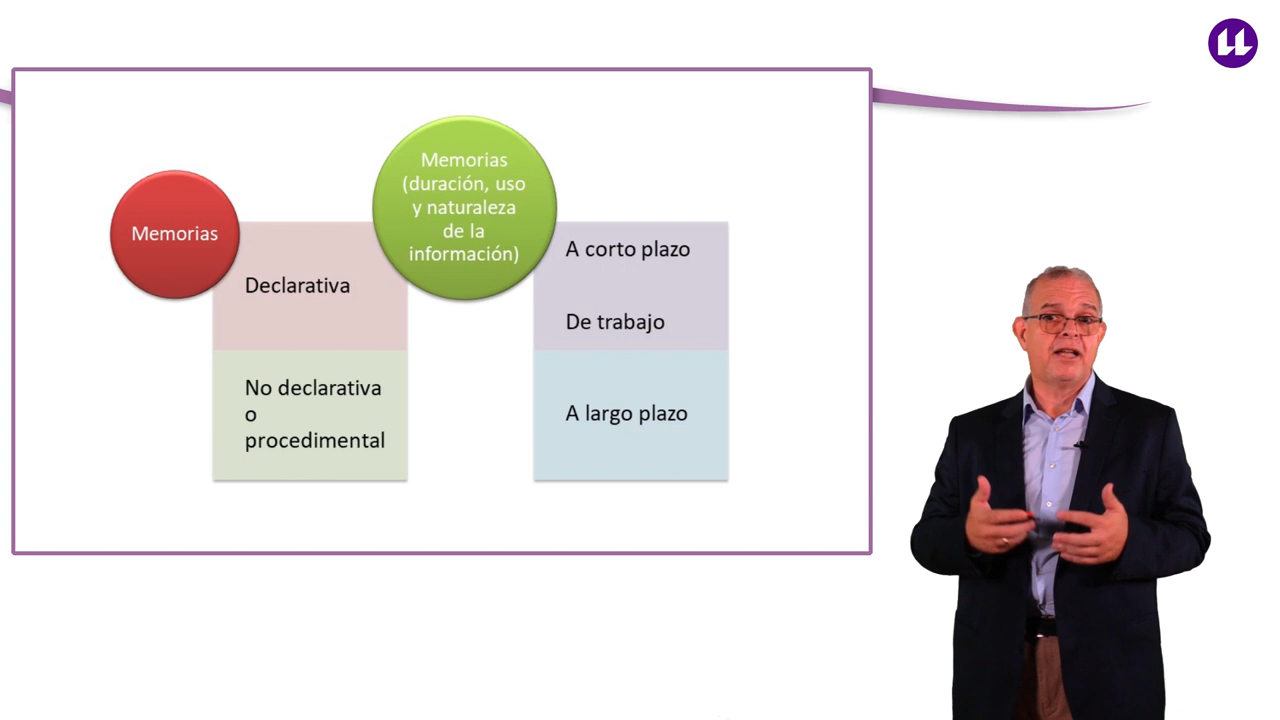 Memorias
Declarativa
No declarativa
o
procedimental
Memorias
(duración, uso
y naturaleza
de la
información)
A corto plazo
De trabajo
A largo plazo